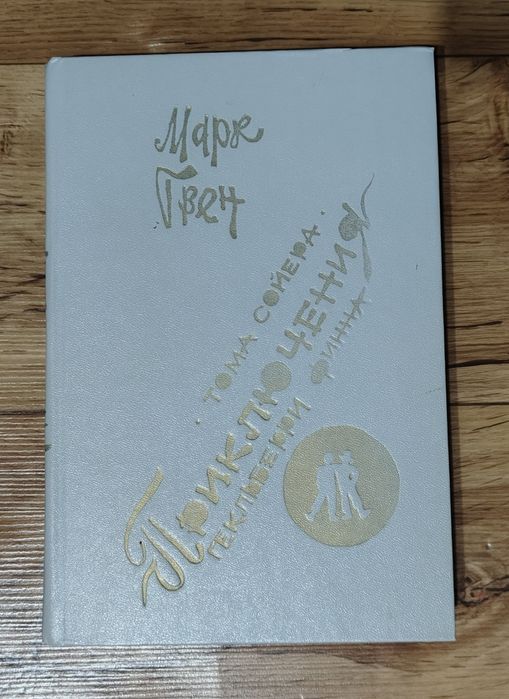 Марк
Твен
Приключения
· Тома Сойера ·
Гекльберри Финна